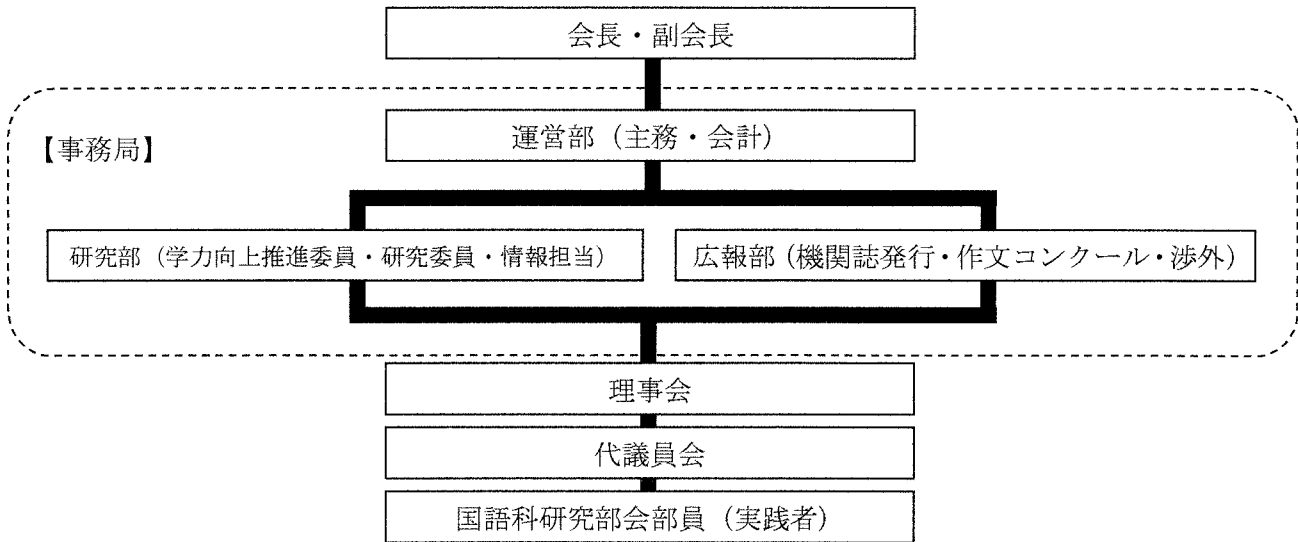 会長・副会長
運営部（主務・会計）
【事務局】
研究部（学力向上推進委員・研究委員・情報担当）
広報部（機関誌発行・作文コンクール・渉外）
理事会
代議員会
国語科研究部会部員（実践者）